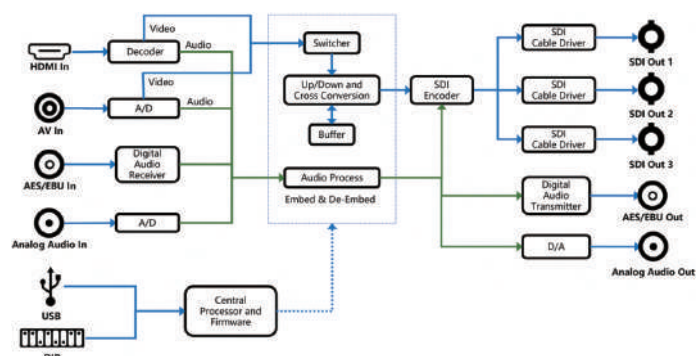 Video
HDMI In
Decoder
Audio
Switcher
SDI
Cable Driver
SDI Out 1
Video
AV In
A/D
Audio
Up/Down and
Cross Conversion
SDI
Encoder
SDI
Cable Driver
SDI Out 2
Buffer
SDI
Cable Driver
SDI Out 3
AES/EBU In
Digital
Audio
Receiver
Audio Process
Embed & De-Embed
Digital
Audio
Transmitter
AES/EBU Out
Analog Audio In
A/D
D/A
Analog Audio Out
USB
Central
Processor and
Firmware